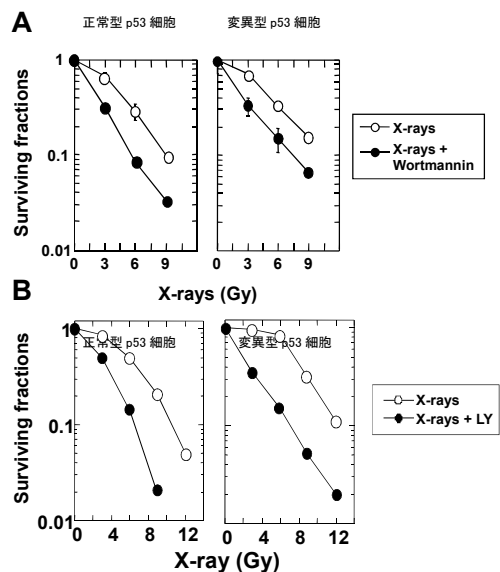 A
正常型 p53 細胞
変異型 p53 細胞
Surviving fractions
1
0.1
0.01
0 3 6 9
0 3 6 9
X-rays (Gy)
X-rays
X-rays +
Wortmannin
B
正常型 p53 細胞
変異型 p53 細胞
Surviving fractions
1
0.1
0.01
0 4 8 12
0 4 8 12
X-ray (Gy)
X-rays
X-rays + LY